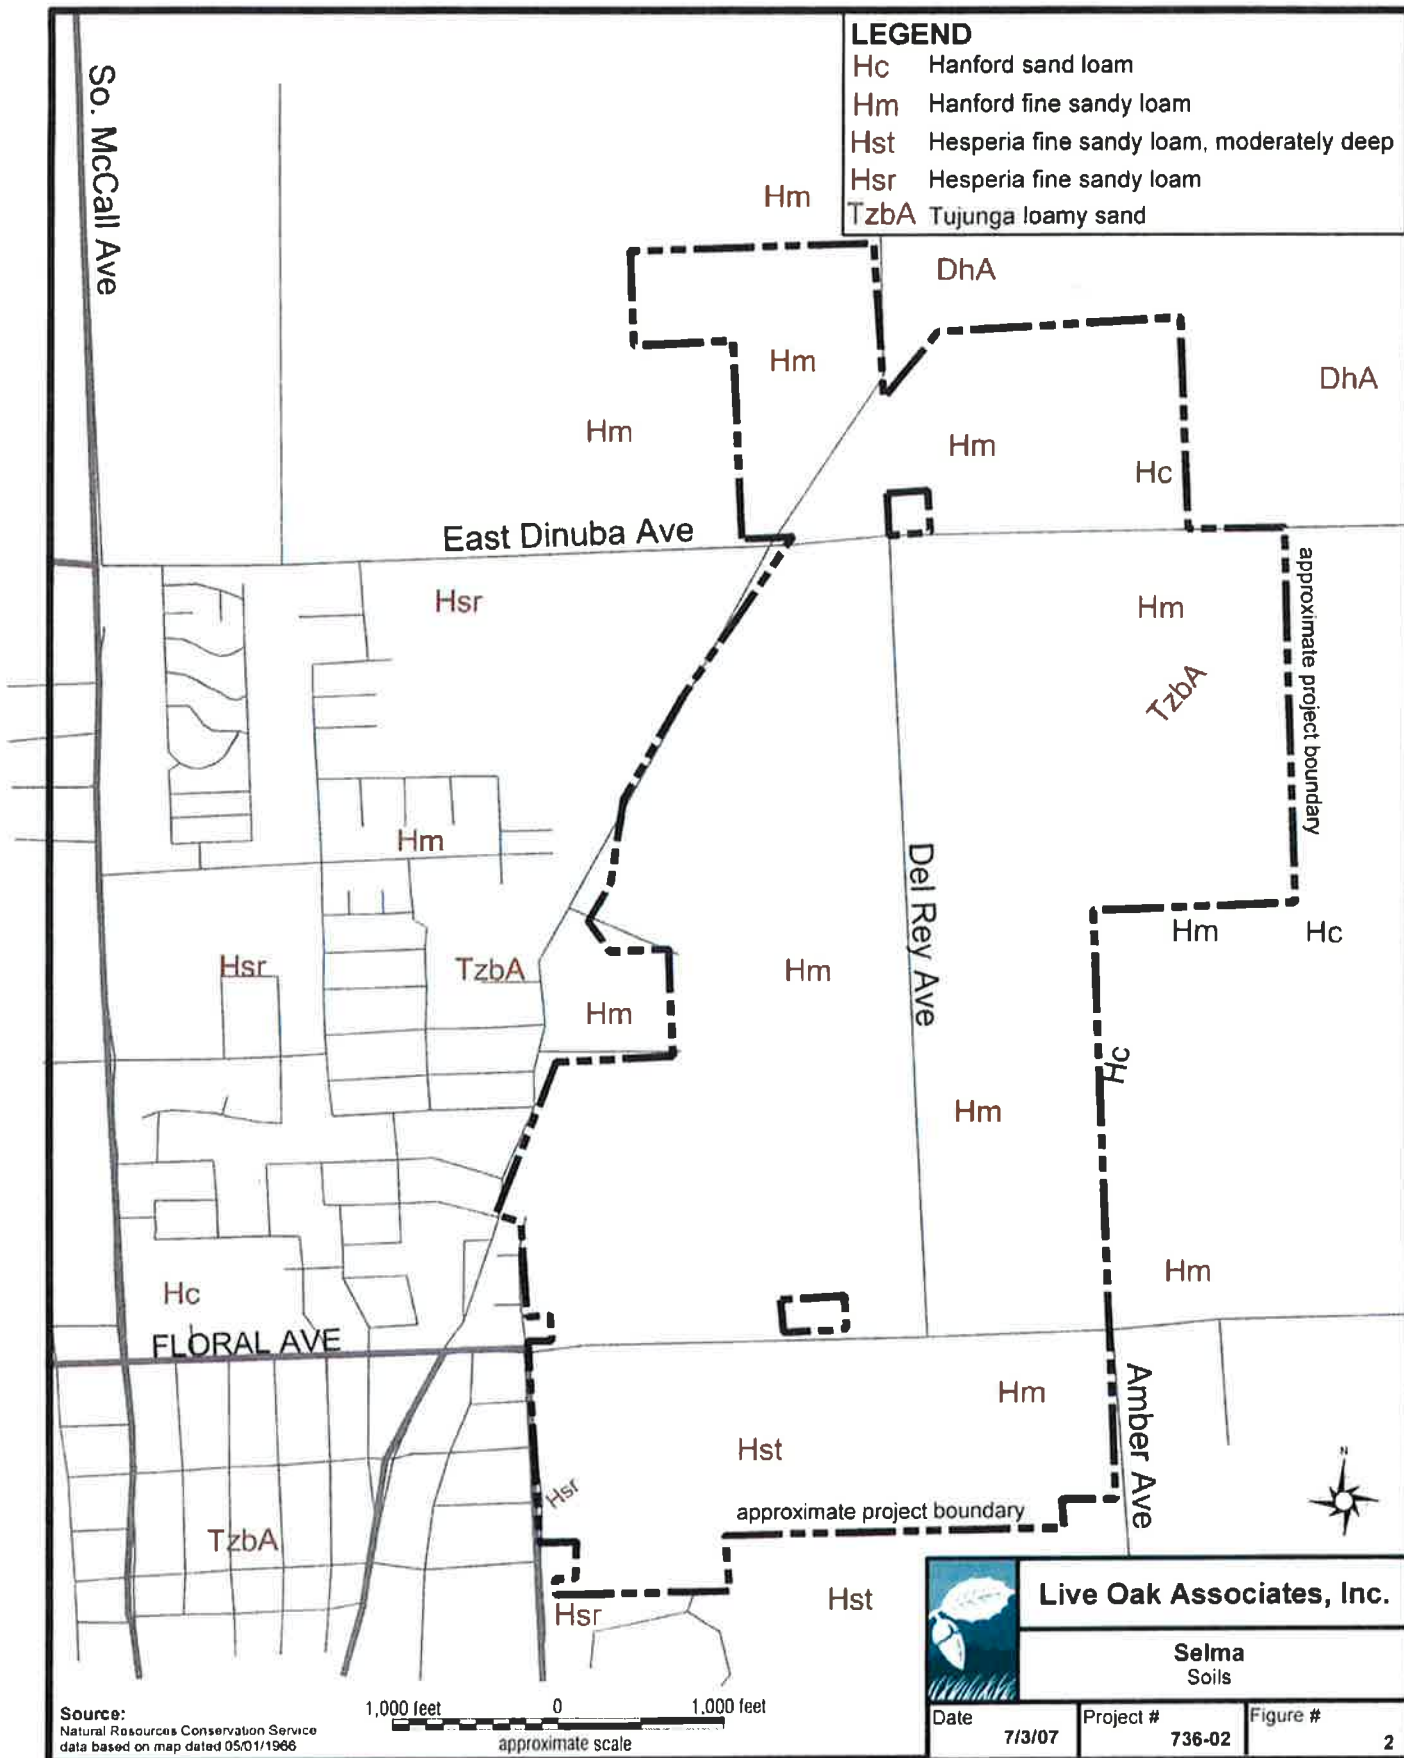 LEGEND
Hc Hanford sand loam
Hm Hanford fine sandy loam
Hst Hesperia fine sandy loam, moderately deep
Hsr Hesperia fine sandy loam
TzbA Tujunga loamy sand
So. McCall Ave
Hm
DhA
Hm
DhA
Hm
Hm
Hc
East Dinuba Ave
approximate project boundary
Hsr
Hm
TzbA
Hm
Del Rey Ave
Hm
Hc
Hsr
TzbA
Hm
Hm
Hc
Hm
Hm
Hc
FLORAL AVE
Hm
Amber Ave
Hst
Hsr
N
approximate project boundary
TzbA
Hst
Hsr
Live Oak Associates, Inc.
Selma
Soils
Source:
Natural Resources Conservation Service
data based on map dated 05/01/1966
1,000 feet 0 1,000 feet
approximate scale
Date
7/3/07
Project #
736-02
Figure #
2